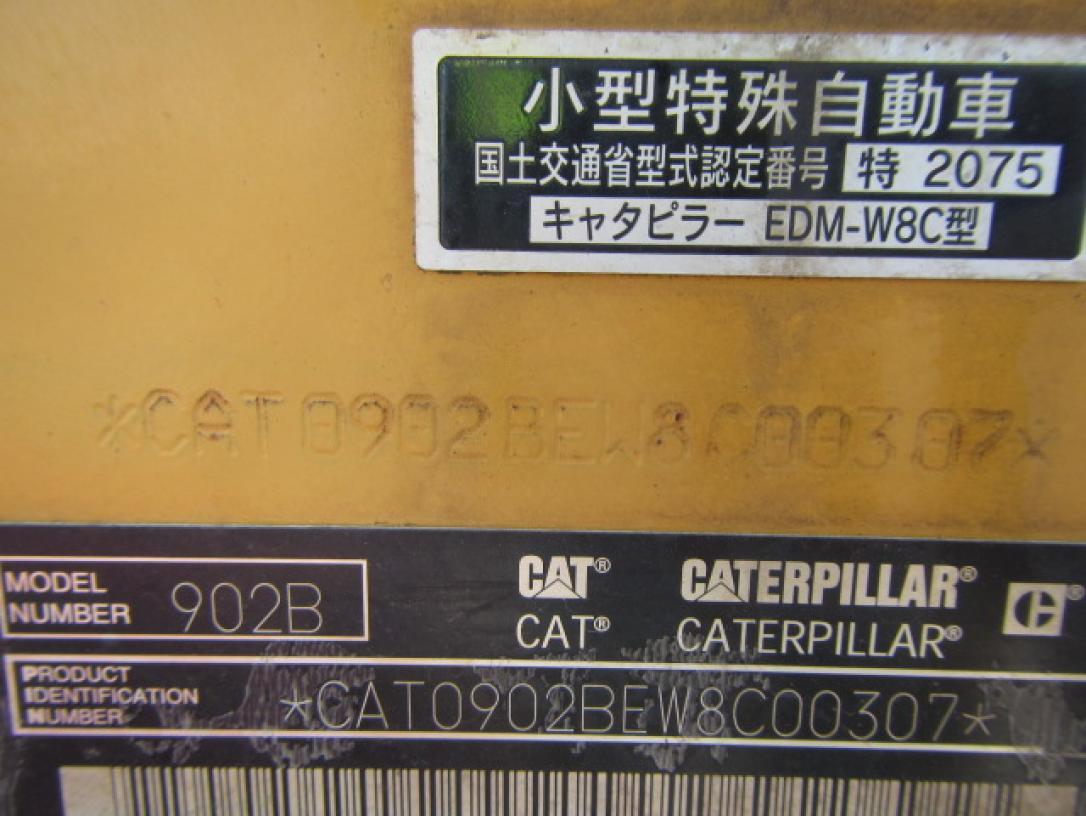 小型特殊自動車
国土交通省型式認定番号 特 2075
キャタピラー EDM-W8C型
*CAT0902BEW8C00307*
MODEL NUMBER 902B
CAT® CATERPILLAR® C®
CAT® CATERPILLAR®
PRODUCT IDENTIFICATION NUMBER *CAT0902BEW8C00307*